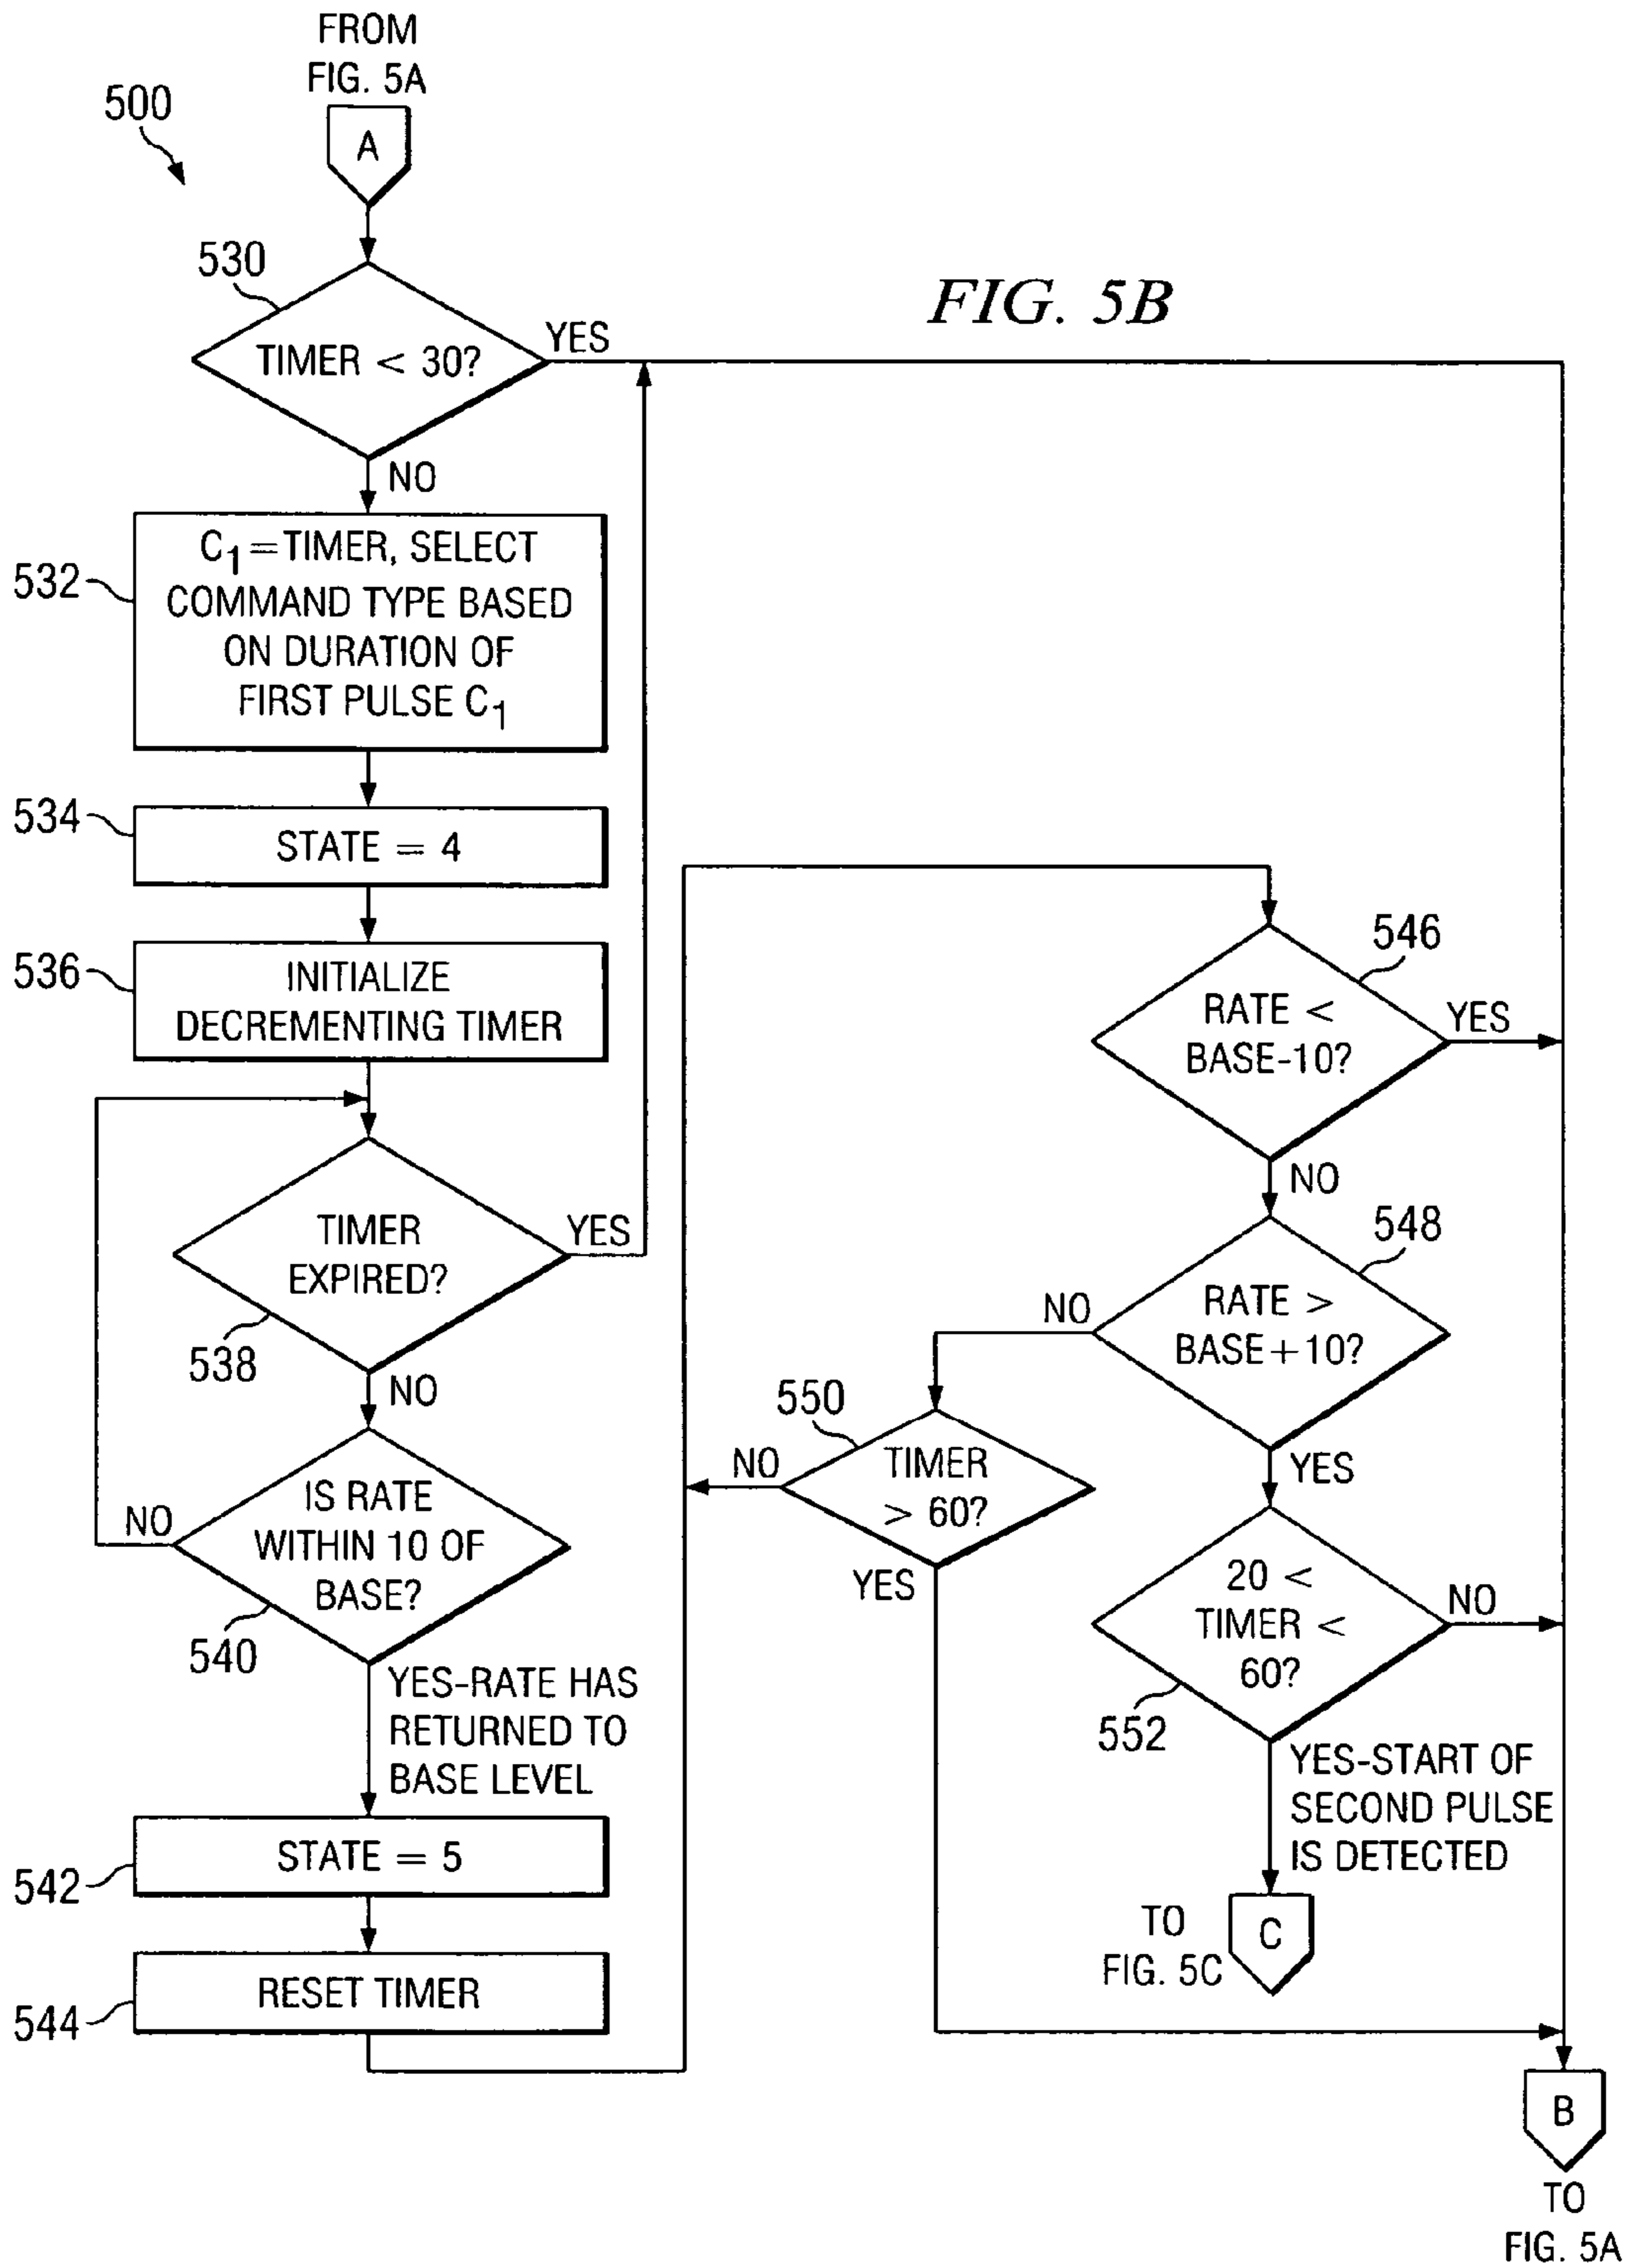 FROM
FIG. 5A
500
A
530
FIG. 5B
TIMER < 30?
YES
NO
532
C1=TIMER, SELECT
COMMAND TYPE BASED
ON DURATION OF
FIRST PULSE C1
534
STATE = 4
536
INITIALIZE
DECREMENTING TIMER
TIMER
EXPIRED?
YES
538
NO
IS RATE
WITHIN 10 OF
BASE?
NO
540
YES-RATE HAS
RETURNED TO
BASE LEVEL
542
STATE = 5
544
RESET TIMER
546
RATE <
BASE-10?
YES
NO
548
RATE >
BASE+10?
NO
YES
550
TIMER
> 60?
NO
YES
20 <
TIMER <
60?
NO
552
YES-START OF
SECOND PULSE
IS DETECTED
TO
FIG. 5C
C
B
TO
FIG. 5A